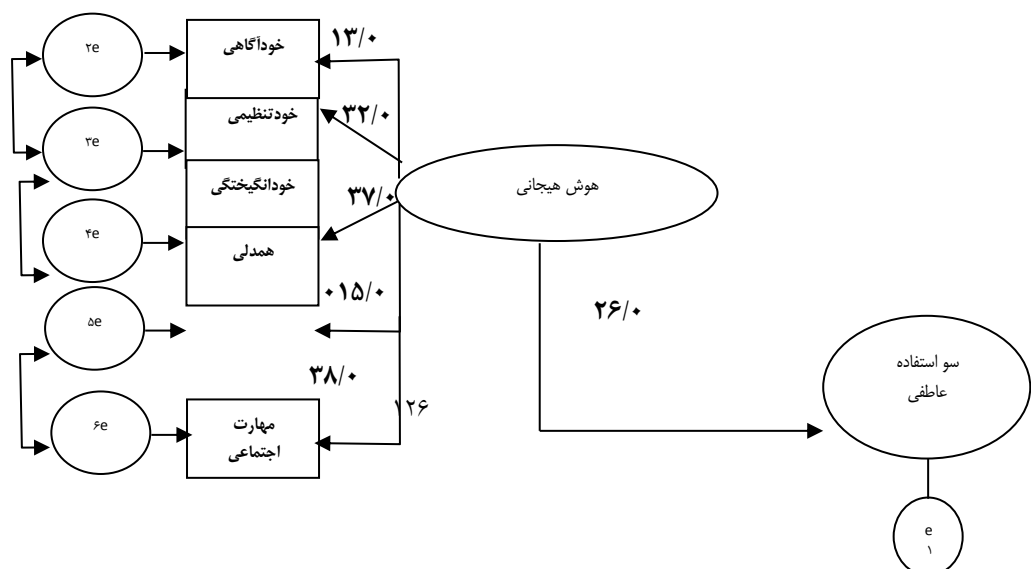 ۲e
خودآگاهی
۱۳/۰
۳e
خودتنظیمی
۳۲/۰
خودانگیختگی
۳۷/۰
هوش هیجانی
۴e
همدلی
۰۱۵/۰
۲۶/۰
۵e
سو استفاده
عاطفی
۳۸/۰
۱۲۶
۶e
مهارت
اجتماعی
e
۱